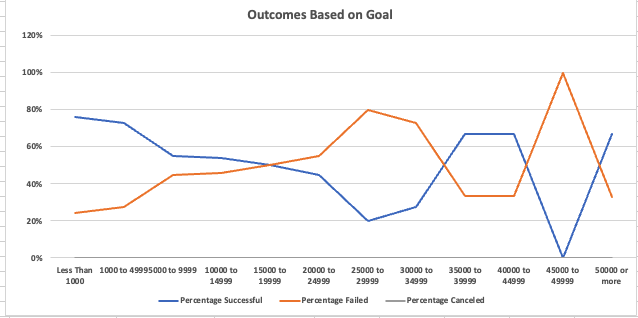 Outcomes Based on Goal
120%
100%
80%
60%
40%
20%
0%
Less Than 1000 to 4999 5000 to 9999 10000 to 15000 to 20000 to 25000 to 30000 to 35000 to 40000 to 45000 to 50000 or
1000 14999 19999 24999 29999 34999 39999 44999 49999 more
Percentage Successful Percentage Failed Percentage Canceled